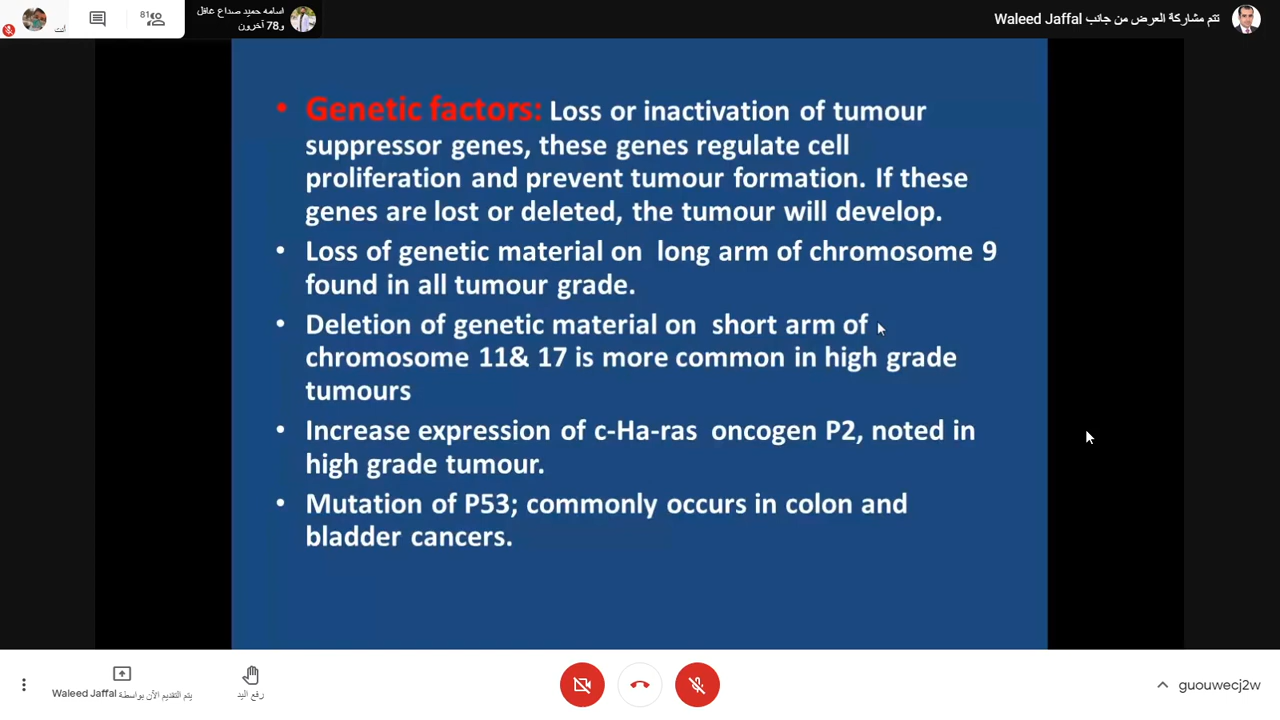 81
أنت
اسامه حميد صداع عاقل
و78 آخرون
تتم مشاركة العرض من جانب Waleed Jaffal
• Genetic factors: Loss or inactivation of tumour
suppressor genes, these genes regulate cell
proliferation and prevent tumour formation. If these
genes are lost or deleted, the tumour will develop.
• Loss of genetic material on long arm of chromosome 9
found in all tumour grade.
• Deletion of genetic material on short arm of
chromosome 11& 17 is more common in high grade
tumours
• Increase expression of c-Ha-ras oncogen P2, noted in
high grade tumour.
• Mutation of P53; commonly occurs in colon and
bladder cancers.
يتم التقديم الآن بواسطة Waleed Jaffal
رفع اليد
guouwecj2w